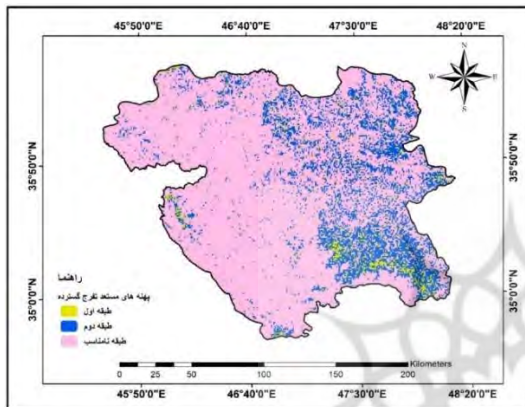 45°50'0"E 46°40'0"E 47°30'0"E 48°20'0"E
N
W E
S
35°50'0"N 35°50'0"N
راهنما
پهنه های مستعد تفرج گسترده
طبقه اول
طبقه دوم
طبقه نامناسب
35°0'0"N 35°0'0"N
Kilometers
0 25 50 100 150 200
45°50'0"E 46°40'0"E 47°30'0"E 48°20'0"E